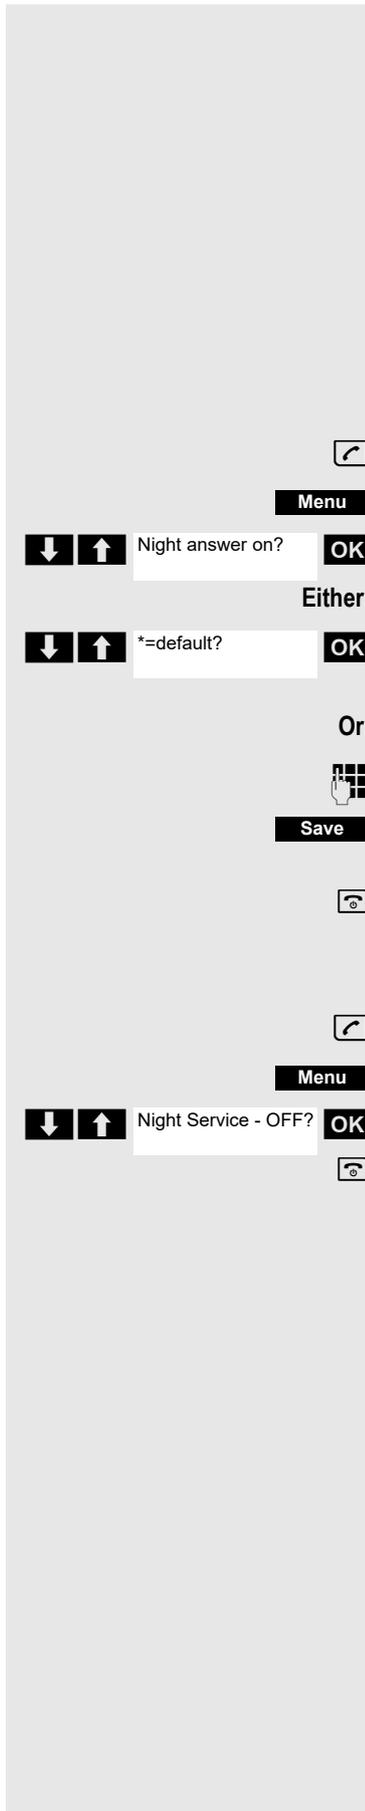 Menu
Night answer on? OK
Either
*=default? OK
Or
Save
Menu
Night Service - OFF? OK